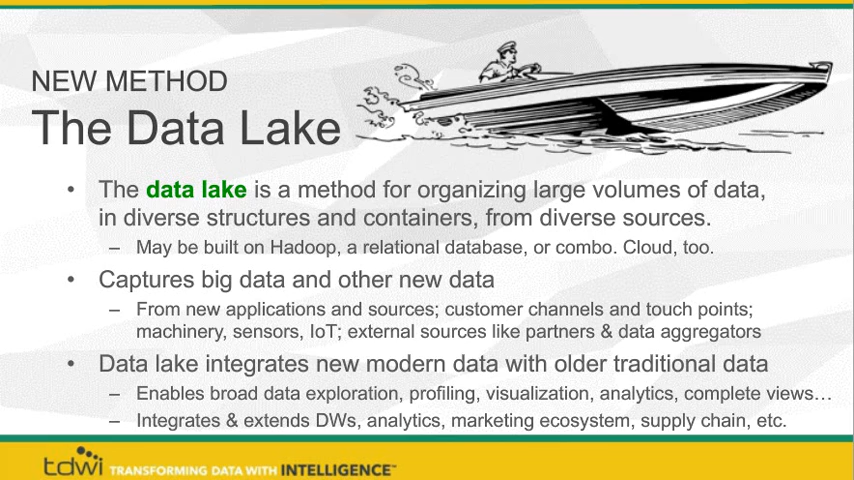 NEW METHOD
The Data Lake
• The data lake is a method for organizing large volumes of data,
in diverse structures and containers, from diverse sources.
– May be built on Hadoop, a relational database, or combo. Cloud, too.
• Captures big data and other new data
– From new applications and sources; customer channels and touch points;
machinery, sensors, IoT; external sources like partners & data aggregators
• Data lake integrates new modern data with older traditional data
– Enables broad data exploration, profiling, visualization, analytics, complete views…
– Integrates & extends DWs, analytics, marketing ecosystem, supply chain, etc.
tdwi TRANSFORMING DATA WITH INTELLIGENCE™